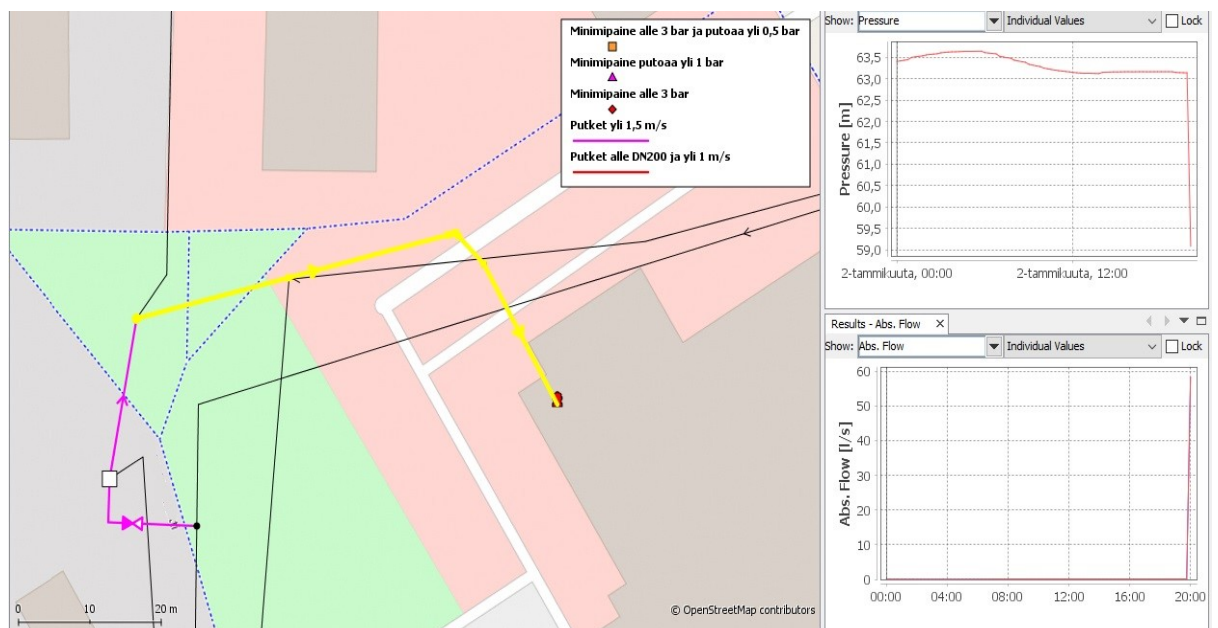 Minimipaine alle 3 bar ja putoaa yli 0,5 bar
Minimipaine putoaa yli 1 bar
Minimipaine alle 3 bar
Putket yli 1,5 m/s
Putket alle DN200 ja yli 1 m/s
0 10 20 m
© OpenStreetMap contributors
Show: Pressure Individual Values Lock
Pressure [m]
63,5
63,0
62,5
62,0
61,5
61,0
60,5
60,0
59,5
59,0
2-tammikuuta, 00:00 2-tammikuuta, 12:00
Results - Abs. Flow X
Show: Abs. Flow Individual Values Lock
Abs. Flow [l/s]
60
50
40
30
20
10
0
00:00 04:00 08:00 12:00 16:00 20:00